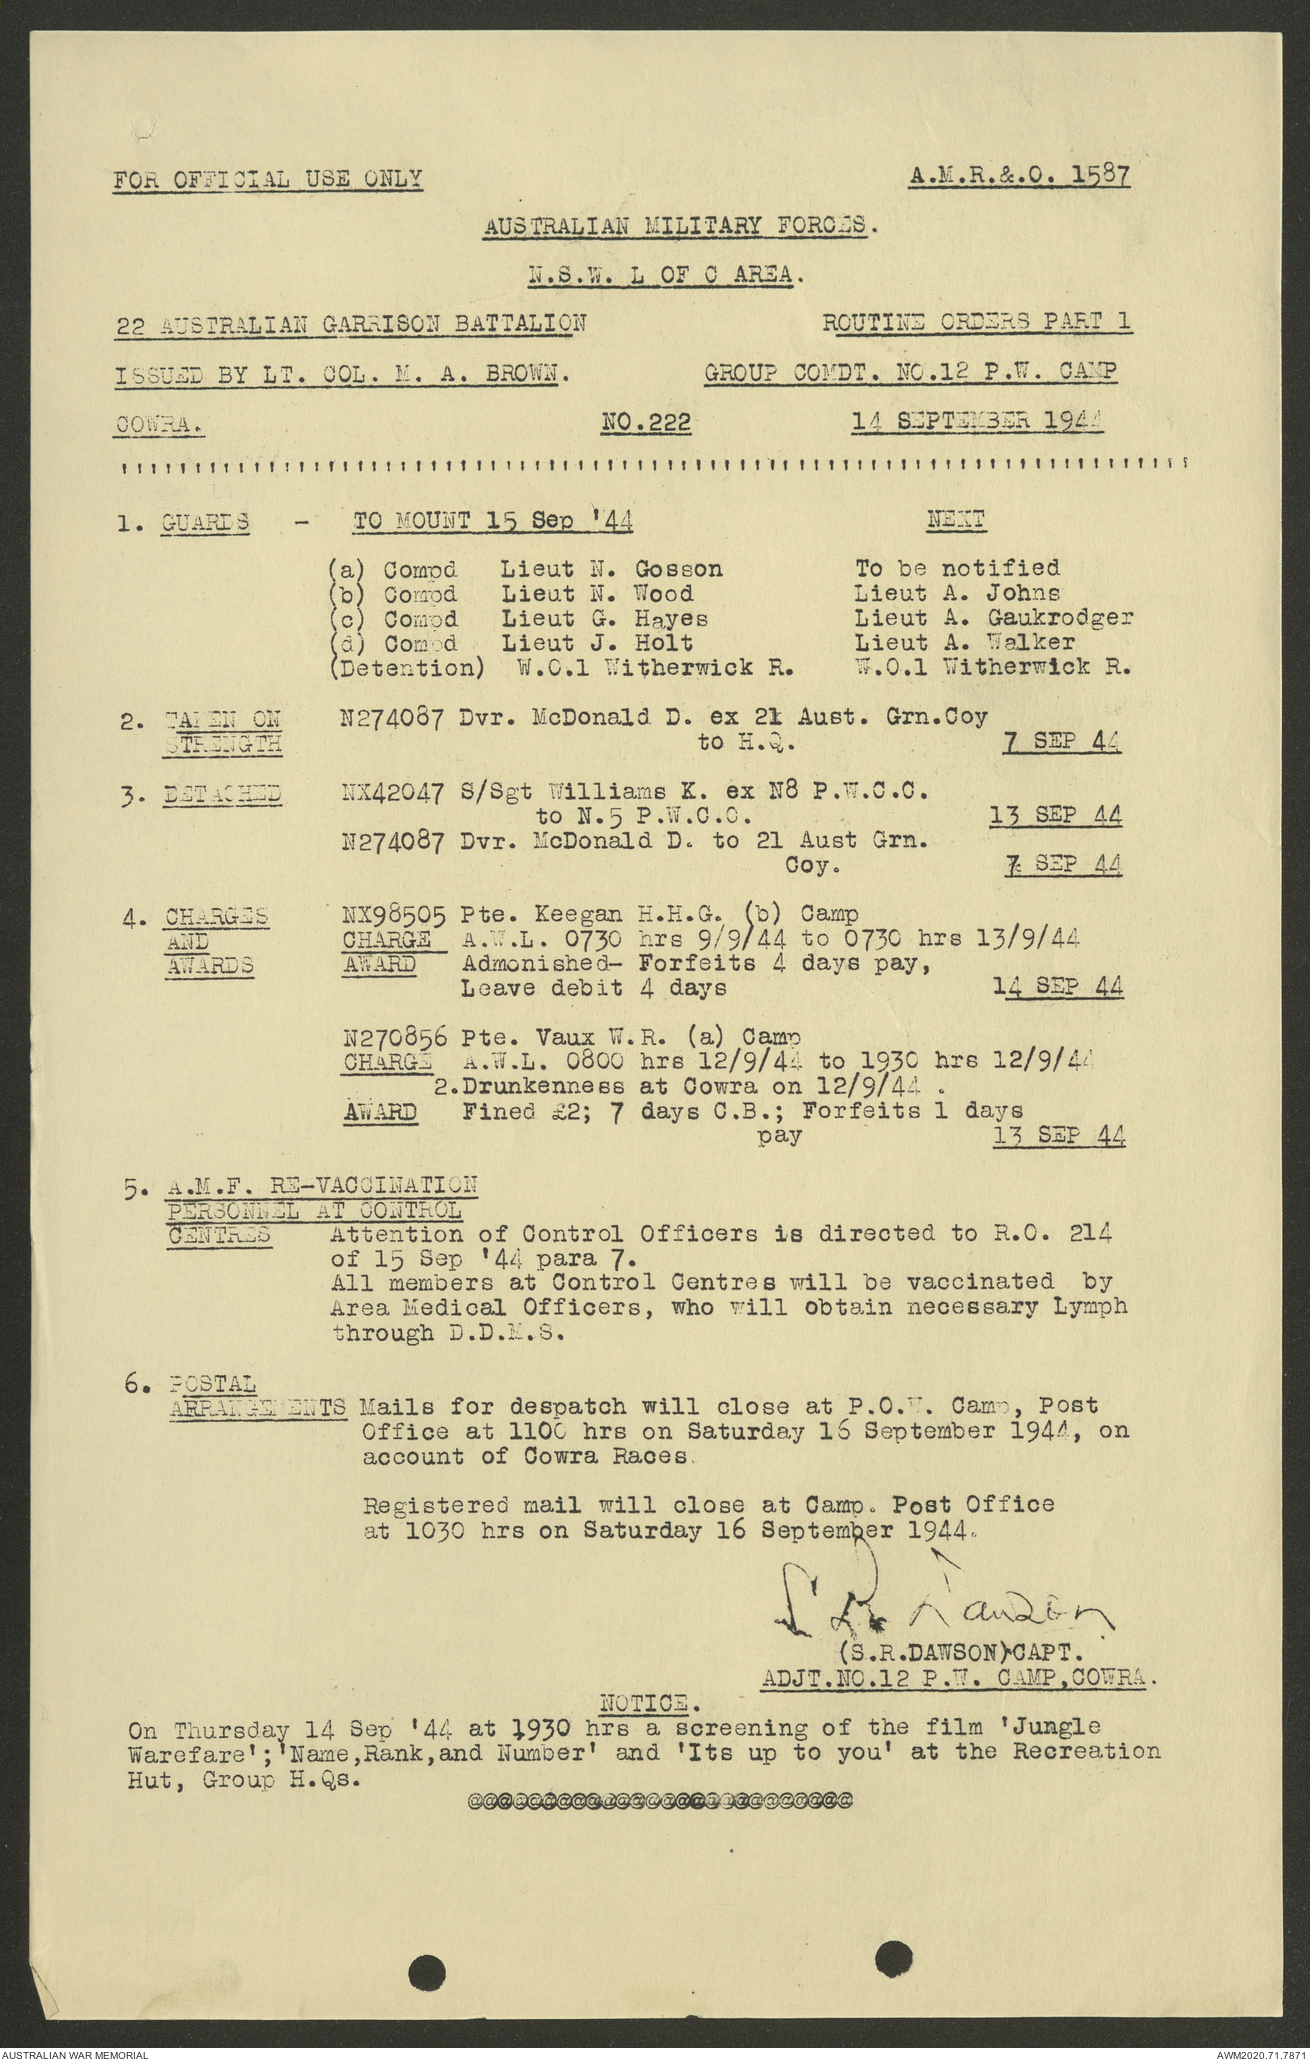 FOR OFFICIAL USE ONLY A.M.R.&.O. 1587
AUSTRALIAN MILITARY FORCES.
N.S.W. L OF C AREA.
22 AUSTRALIAN GARRISON BATTALION ROUTINE ORDERS PART 1
ISSUED BY LT. COL. M. A. BROWN. GROUP COMDT. NO.12 P.W. CAMP
COWRA. NO.222 14 SEPTEMBER 1944
''''''''''''''''''''''''''''''''''''''''''''''''''''''''''''''''''''''''
1. GUARDS - TO MOUNT 15 Sep '44 NEXT
(a) Compd Lieut N. Gosson To be notified
(b) Compd Lieut N. Wood Lieut A. Johns
(c) Compd Lieut G. Hayes Lieut A. Gaukrodger
(d) Compd Lieut J. Holt Lieut A. Walker
(Detention) W.O.1 Witherwick R. W.O.1 Witherwick R.
2. TAKEN ON N274087 Dvr. McDonald D. ex 21 Aust. Grn.Coy
STRENGTH to H.Q. 7 SEP 44
3. DETACHED NX42047 S/Sgt Williams K. ex N8 P.W.C.C.
to N.5 P.W.C.C. 13 SEP 44
N274087 Dvr. McDonald D. to 21 Aust Grn.
Coy. 7 SEP 44
4. CHARGES NX98505 Pte. Keegan H.H.G. (b) Camp
AND CHARGE A.W.L. 0730 hrs 9/9/44 to 0730 hrs 13/9/44
AWARDS AWARD Admonished- Forfeits 4 days pay,
Leave debit 4 days 14 SEP 44
N270856 Pte. Vaux W.R. (a) Camp
CHARGE A.W.L. 0800 hrs 12/9/44 to 1930 hrs 12/9/44
2.Drunkenness at Cowra on 12/9/44 .
AWARD Fined £2; 7 days C.B.; Forfeits 1 days
pay 13 SEP 44
5. A.M.F. RE-VACCINATION
PERSONNEL AT CONTROL
CENTRES Attention of Control Officers is directed to R.O. 214
of 15 Sep '44 para 7.
All members at Control Centres will be vaccinated by
Area Medical Officers, who will obtain necessary Lymph
through D.D.M.S.
6. POSTAL
ARRANGEMENTS Mails for despatch will close at P.O.W. Camp, Post
Office at 1100 hrs on Saturday 16 September 1944, on
account of Cowra Races.
Registered mail will close at Camp. Post Office
at 1030 hrs on Saturday 16 September 1944.
S R Dawson
(S.R.DAWSON) CAPT.
ADJT.NO.12 P.W. CAMP,COWRA.
NOTICE.
On Thursday 14 Sep '44 at 1930 hrs a screening of the film 'Jungle
Warefare';'Name,Rank,and Number' and 'Its up to you' at the Recreation
Hut, Group H.Qs.
@@@@@@@@@@@@@@@@@@@@@@@@@@
AUSTRALIAN WAR MEMORIAL AWM2020.71.7871